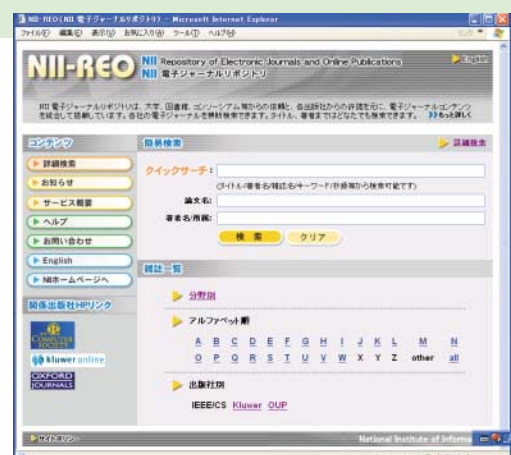 NII-REO(NII 電子ジャーナルリポジトリ) - Microsoft Internet Explorer
ファイル(F) 編集(E) 表示(V) お気に入り(A) ツール(T) ヘルプ(H)
NII-REO
NII Repository of Electronic Journals and Online Publications
NII 電子ジャーナルリポジトリ
English
NII 電子ジャーナルリポジトリは、大学、図書館、コンソーシアム等からの依頼と、各出版社からの許諾を元に、電子ジャーナルコンテンツ
を統合して搭載しています。各社の電子ジャーナルを横断検索できます。タイトル、著者まではどなたでも検索できます。 もっと詳しく
コンテンツ
詳細検索
お知らせ
サービス概要
ヘルプ
お問い合わせ
English
NIIホームページへ
関係出版社HPリンク
COMPUTER
SOCIETY
kluwer online
OXFORD
JOURNALS
簡易検索
詳細検索
クイックサーチ:
(タイトル/著者名/雑誌名/キーワード/抄録等から検索可能です)
論文名:
著者名/所属:
検 索 クリア
雑誌一覧
分野別
アルファベット順
A B C D E F G H I J K L M N
O P Q R S T U V W X Y Z other all
出版社別
IEEE/CS Kluwer OUP
サイトポリシー
National Institute of Informa